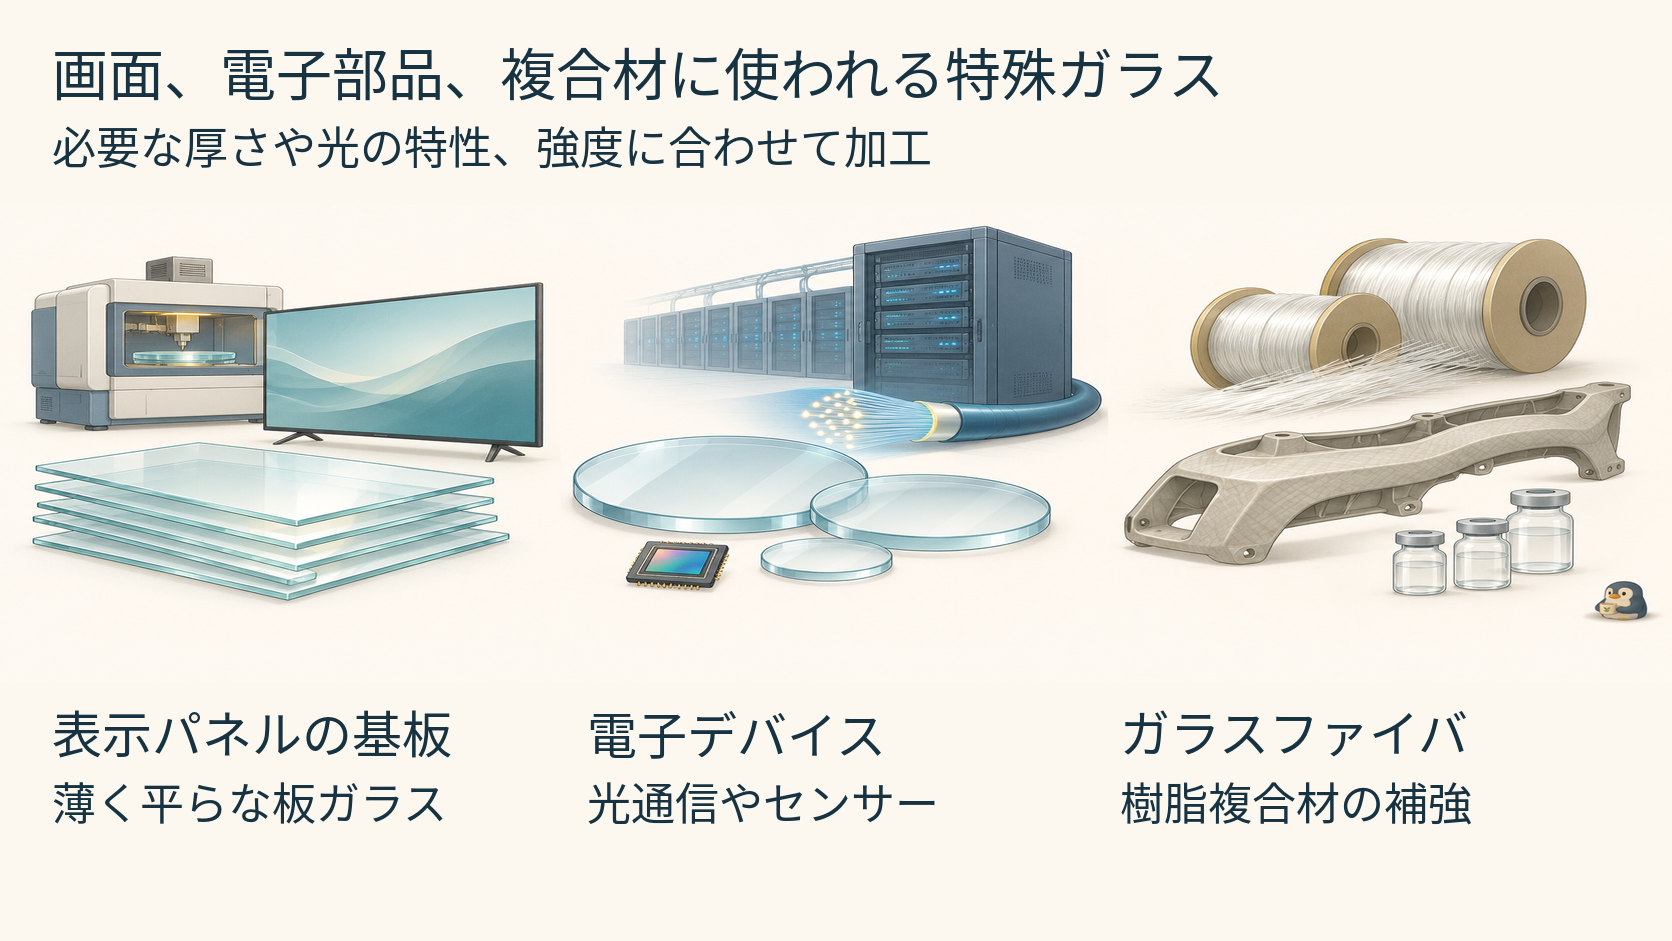 画面、電子部品、複合材に使われる特殊ガラス
必要な厚さや光の特性、強度に合わせて加工
表示パネルの基板
薄く平らな板ガラス
電子デバイス
光通信やセンサー
ガラスファイバ
樹脂複合材の補強